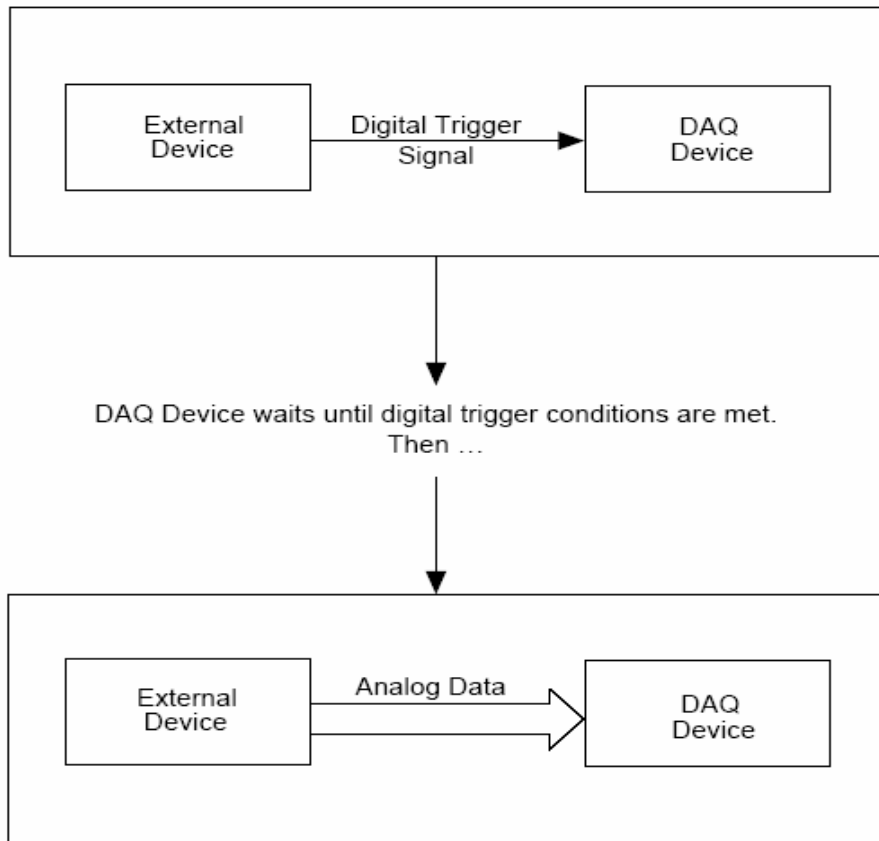 External
Device
Digital Trigger
Signal
DAQ
Device
DAQ Device waits until digital trigger conditions are met.
Then ...
External
Device
Analog Data
DAQ
Device